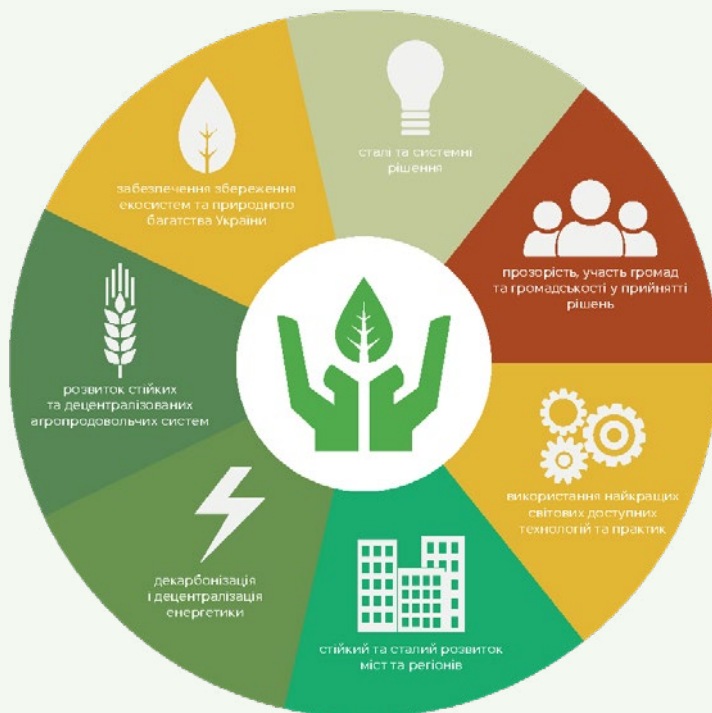 сталі та системні
рішення
прозорість, участь громад
та громадськості у прийнятті
рішень
використання найкращих
світових доступних
технологій та практик
стійкий та сталий розвиток
міст та регіонів
декарбонізація
і децентралізація
енергетики
розвиток стійких
та децентралізованих
агропродовольчих систем
забезпечення збереження
екосистем та природного
багатства України